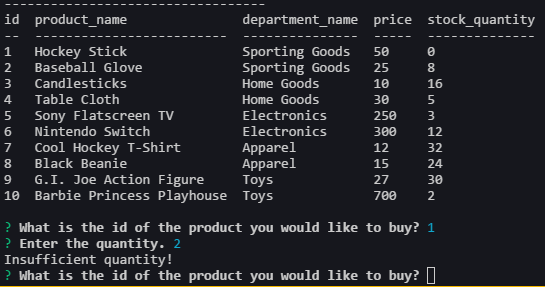 ----------------------------------
id  product_name               department_name  price  stock_quantity
--  -------------------------  ---------------  -----  --------------
1   Hockey Stick               Sporting Goods   50     0
2   Baseball Glove             Sporting Goods   25     8
3   Candlesticks               Home Goods       10     16
4   Table Cloth                Home Goods       30     5
5   Sony Flatscreen TV         Electronics      250    3
6   Nintendo Switch            Electronics      300    12
7   Cool Hockey T-Shirt        Apparel          12     32
8   Black Beanie               Apparel          15     24
9   G.I. Joe Action Figure     Toys             27     30
10  Barbie Princess Playhouse  Toys             700    2
? What is the id of the product you would like to buy? 1
? Enter the quantity. 2
Insufficient quantity!
? What is the id of the product you would like to buy?